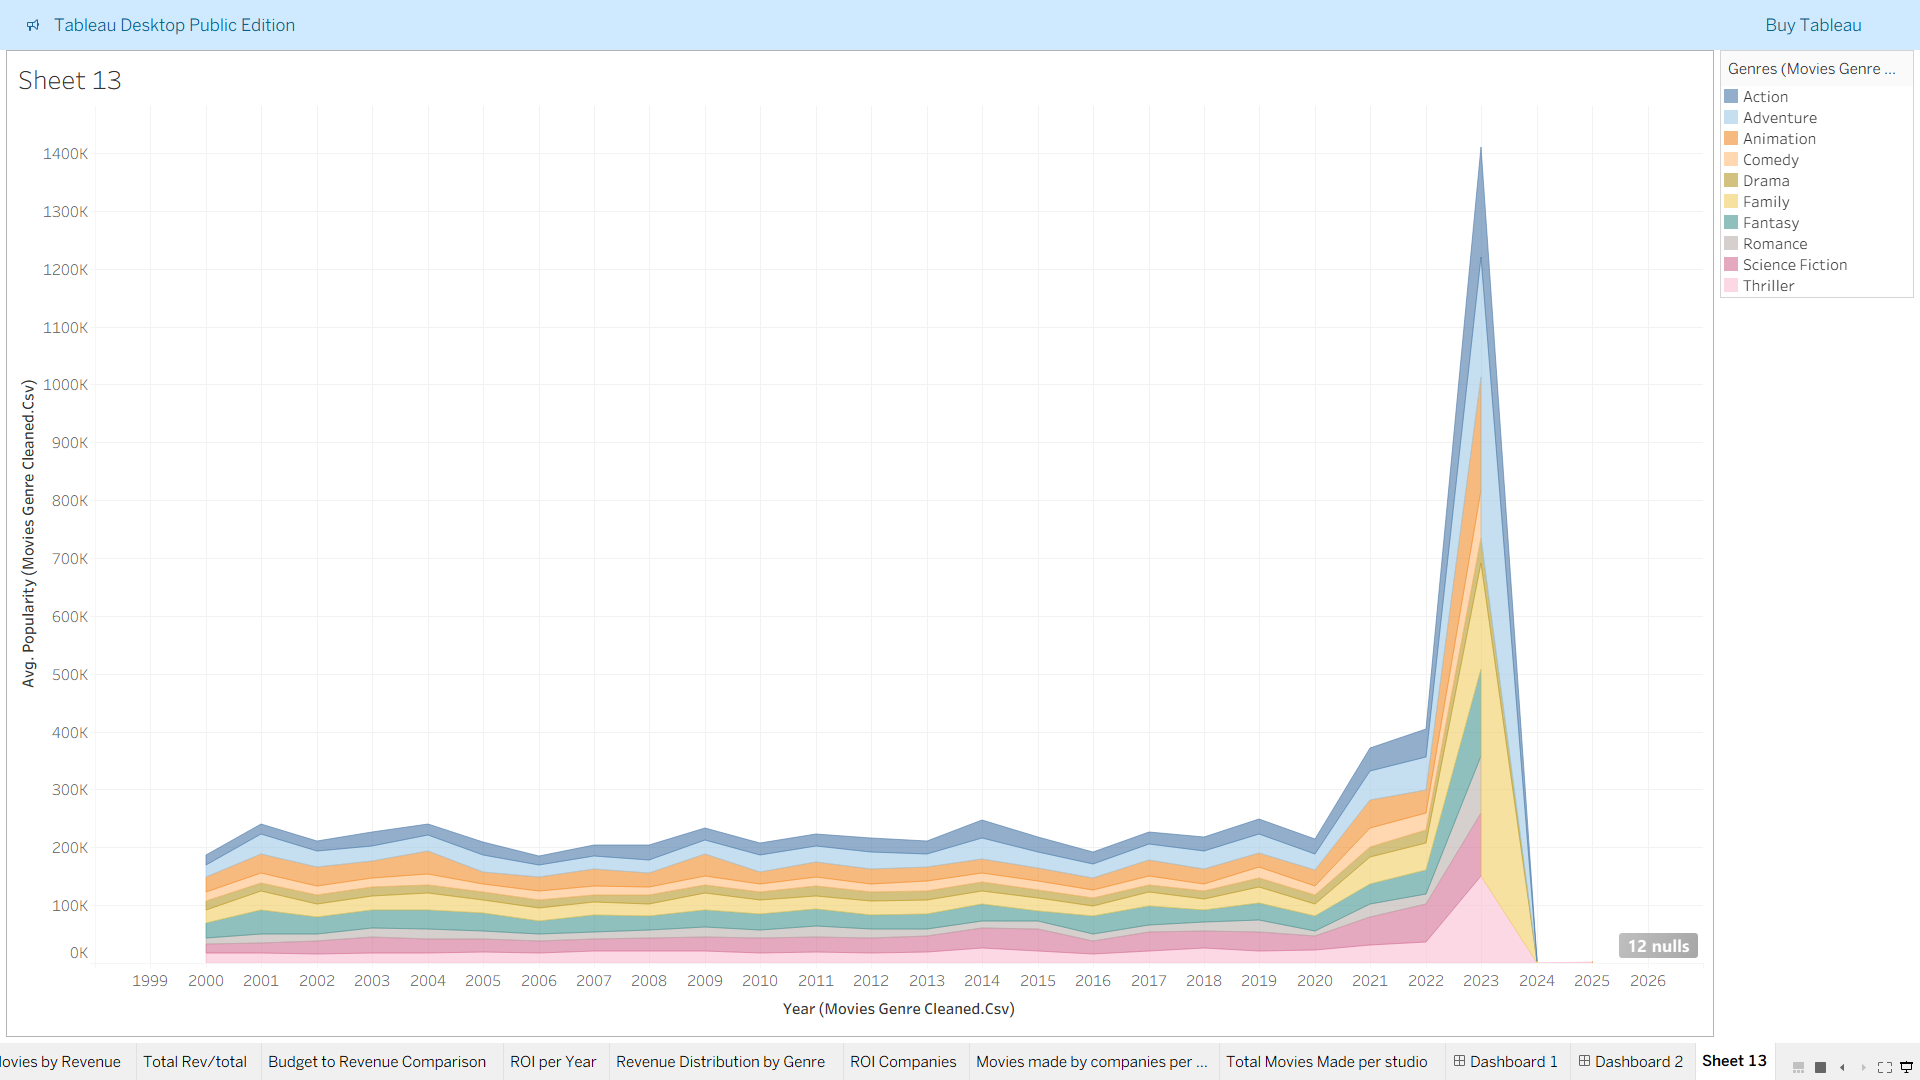 Tableau Desktop Public Edition
Buy Tableau
Sheet 13
Genres (Movies Genre ...
Action
Adventure
Animation
Comedy
Drama
Family
Fantasy
Romance
Science Fiction
Thriller
Avg. Popularity (Movies Genre Cleaned.Csv)
1400K
1300K
1200K
1100K
1000K
900K
800K
700K
600K
500K
400K
300K
200K
100K
0K
12 nulls
1999 2000 2001 2002 2003 2004 2005 2006 2007 2008 2009 2010 2011 2012 2013 2014 2015 2016 2017 2018 2019 2020 2021 2022 2023 2024 2025 2026
Year (Movies Genre Cleaned.Csv)
ovies by Revenue Total Rev/total Budget to Revenue Comparison ROI per Year Revenue Distribution by Genre ROI Companies Movies made by companies per ... Total Movies Made per studio Dashboard 1 Dashboard 2 Sheet 13